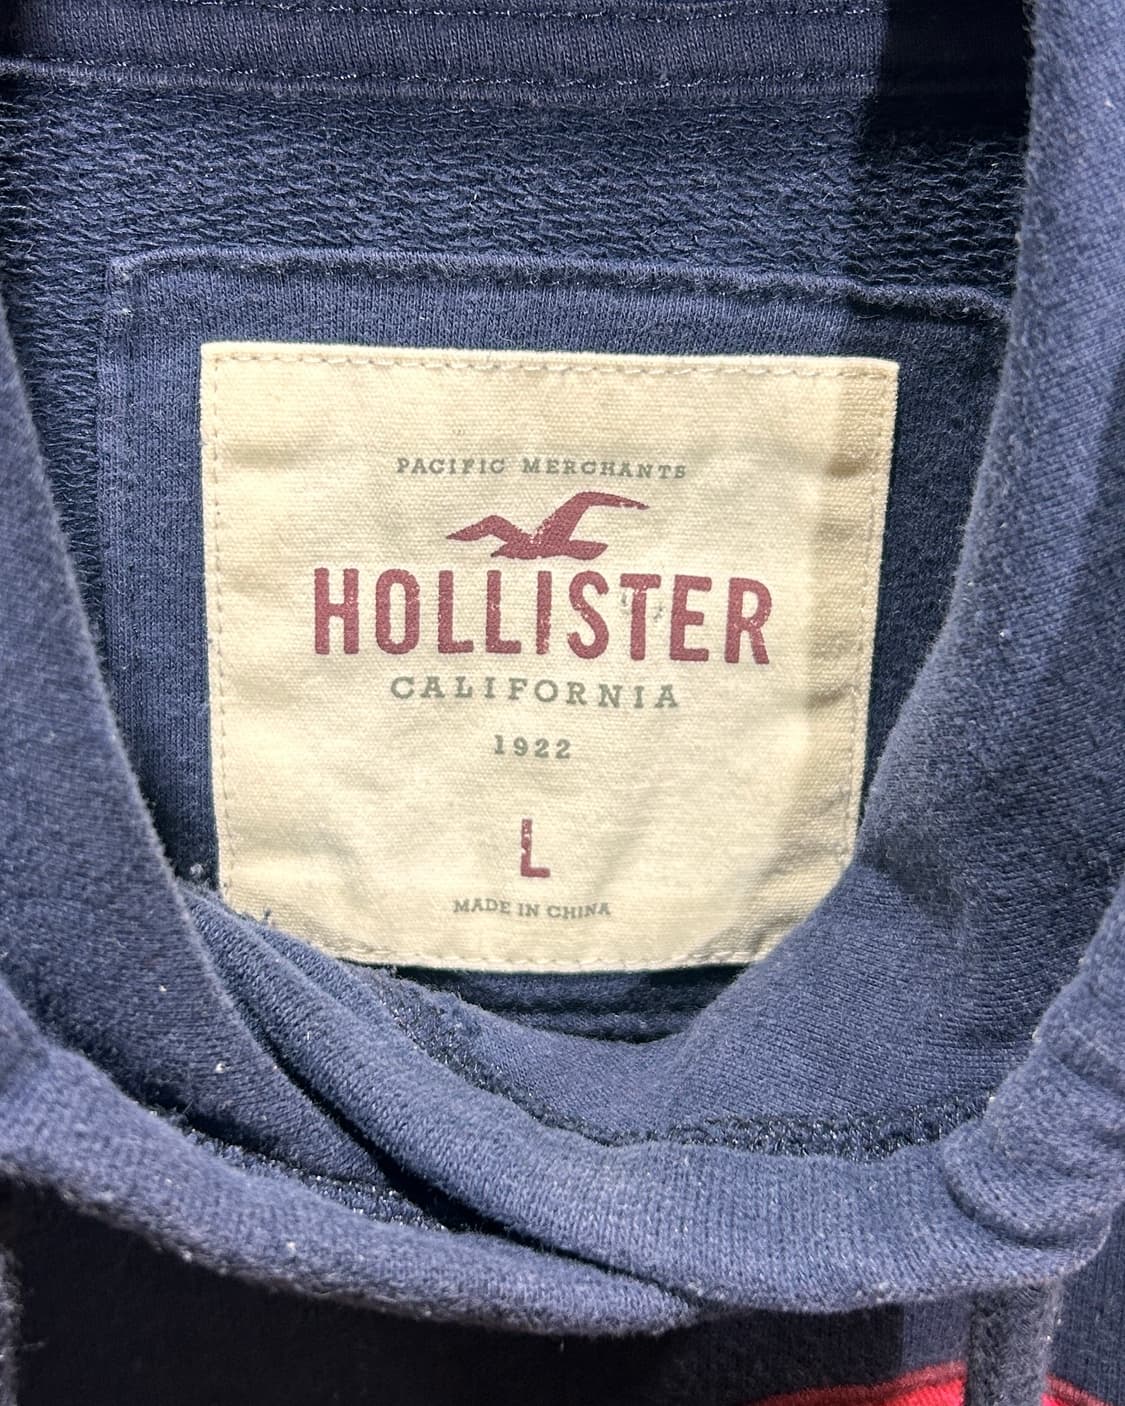 PACIFIC MERCHANTS
HOLLISTER
CALIFORNIA
1922
L
MADE IN CHINA